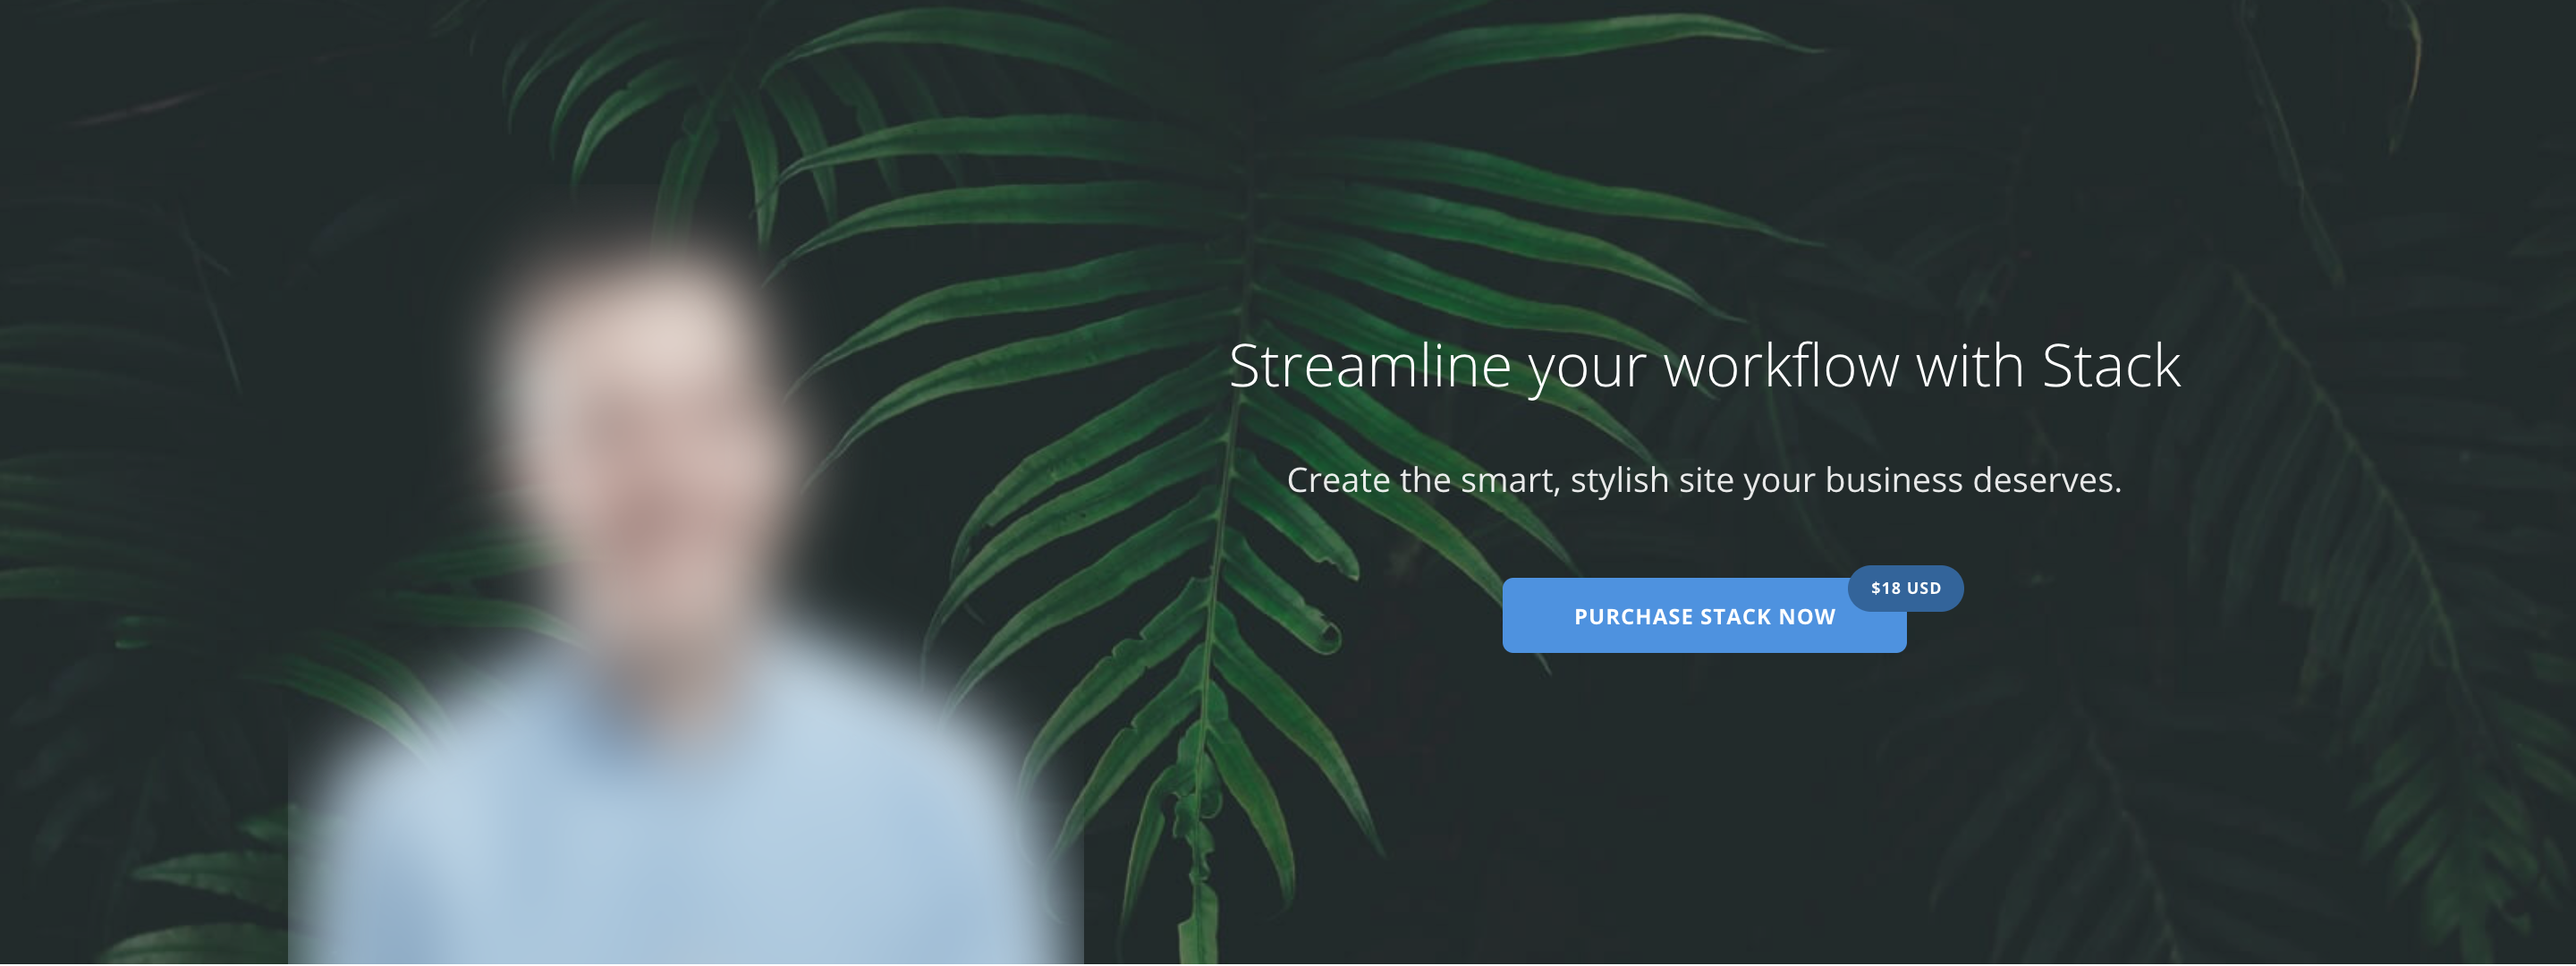 Streamline your workflow with Stack
Create the smart, stylish site your business deserves.
$18 USD
PURCHASE STACK NOW